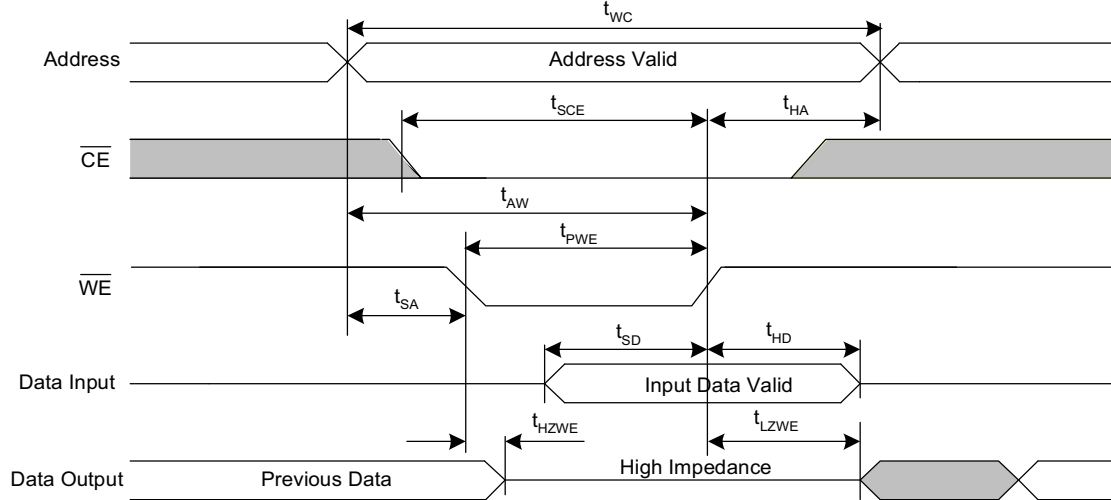 tWC
Address
Address Valid
tSCE
tHA
CE
tAW
tPWE
WE
tSA
tSD
tHD
Data Input
Input Data Valid
tHZWE
tLZWE
Data Output
Previous Data
High Impedance